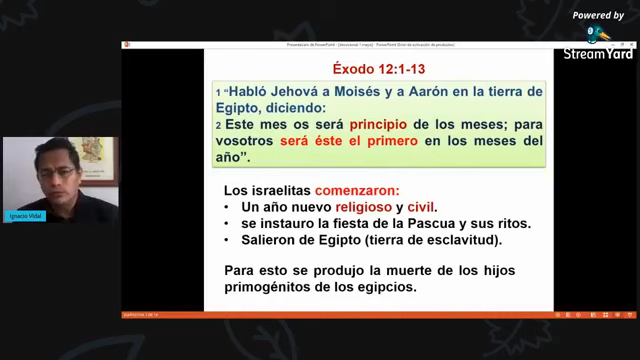 Powered by
StreamYard
Éxodo 12:1-13
1 “Habló Jehová a Moisés y a Aarón en la tierra de
Egipto, diciendo:
2 Este mes os será principio de los meses; para
vosotros será éste el primero en los meses del
año”.
Los israelitas comenzaron:
• Un año nuevo religioso y civil.
• se instauro la fiesta de la Pascua y sus ritos.
• Salieron de Egipto (tierra de esclavitud).
Para esto se produjo la muerte de los hijos
primogénitos de los egipcios.
Ignacio Vidal